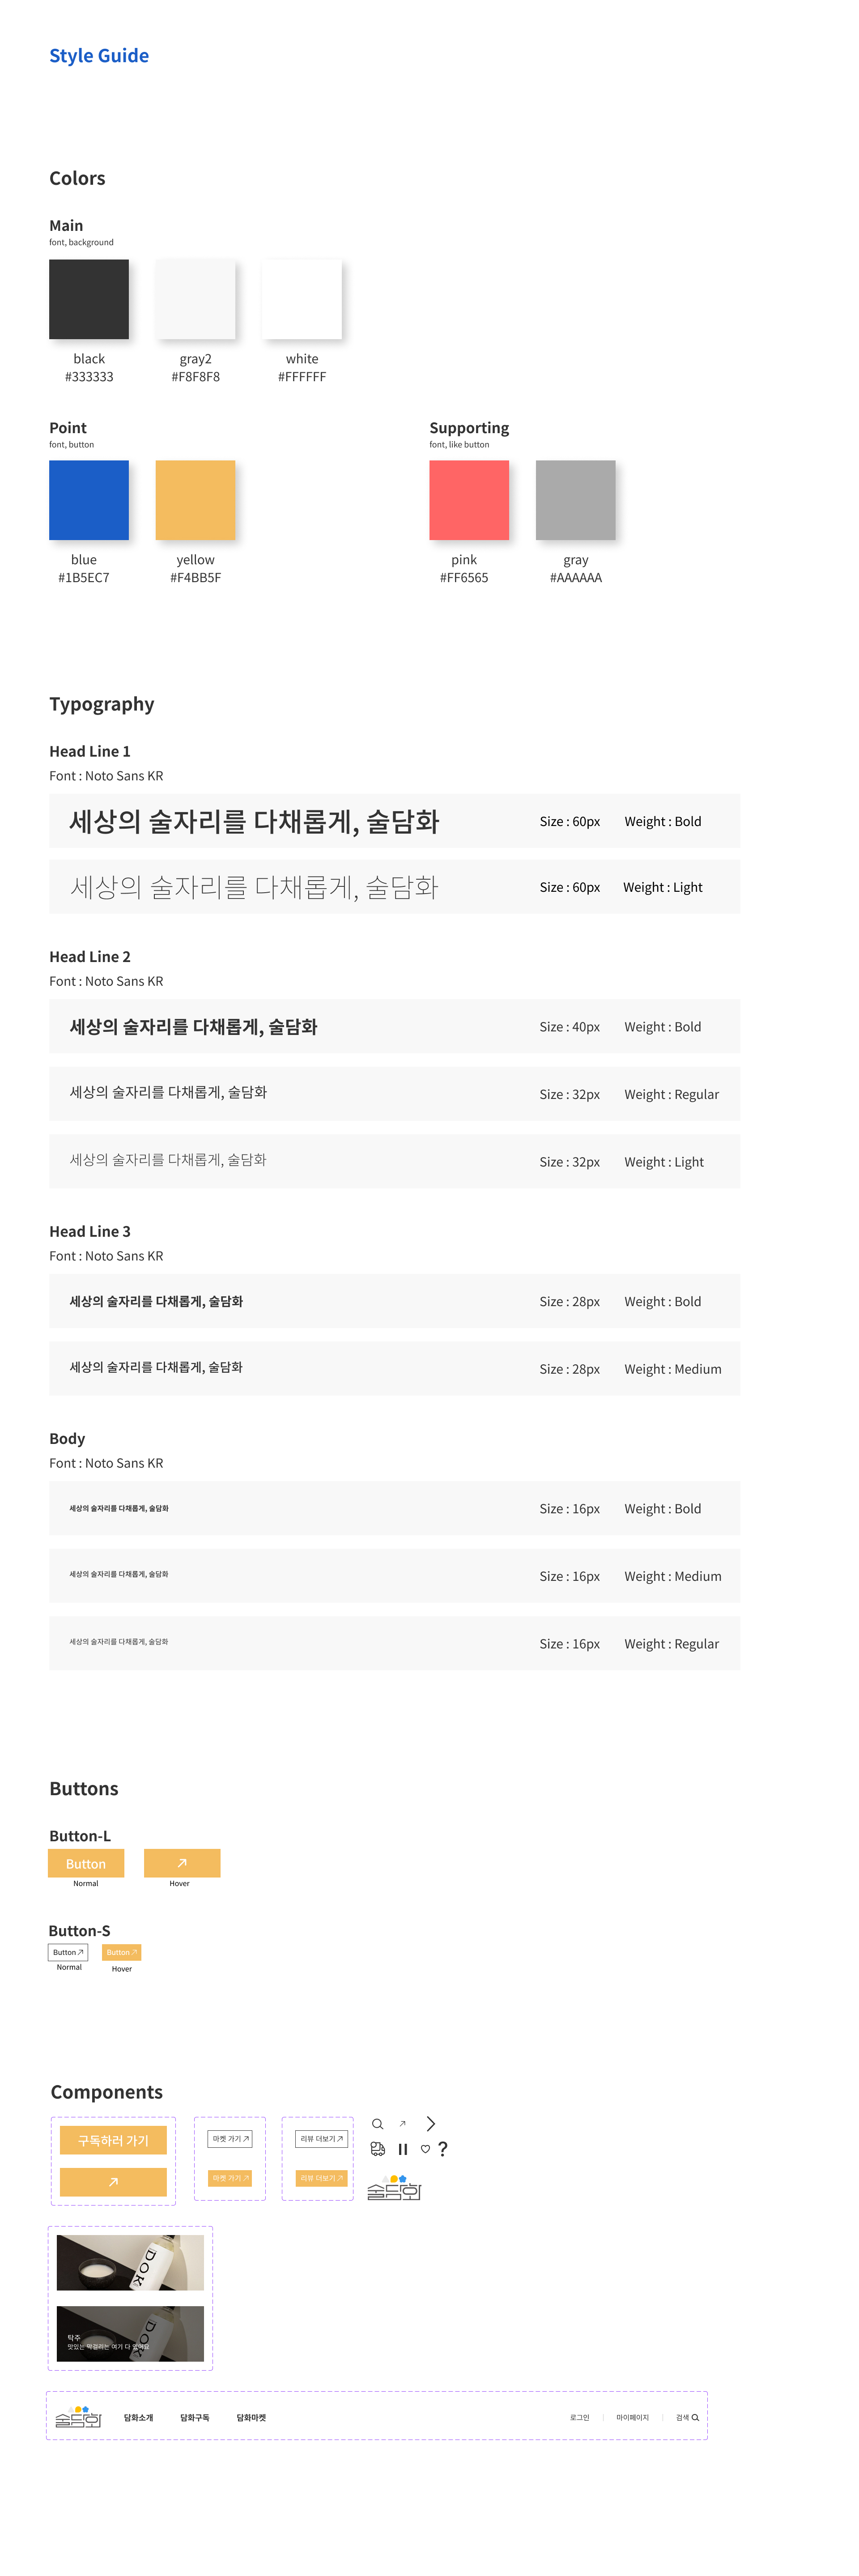 Style Guide
Colors
Main
font, background
black
#333333
gray2
#F8F8F8
white
#FFFFFF
Point
font, button
blue
#1B5EC7
yellow
#F4BB5F
Supporting
font, like button
pink
#FF6565
gray
#AAAAAA
Typography
Head Line 1
Font : Noto Sans KR
세상의 술자리를 다채롭게, 술담화 Size : 60px Weight : Bold
세상의 술자리를 다채롭게, 술담화 Size : 60px Weight : Light
Head Line 2
Font : Noto Sans KR
세상의 술자리를 다채롭게, 술담화 Size : 40px Weight : Bold
세상의 술자리를 다채롭게, 술담화 Size : 32px Weight : Regular
세상의 술자리를 다채롭게, 술담화 Size : 32px Weight : Light
Head Line 3
Font : Noto Sans KR
세상의 술자리를 다채롭게, 술담화 Size : 28px Weight : Bold
세상의 술자리를 다채롭게, 술담화 Size : 28px Weight : Medium
Body
Font : Noto Sans KR
세상의 술자리를 다채롭게, 술담화 Size : 16px Weight : Bold
세상의 술자리를 다채롭게, 술담화 Size : 16px Weight : Medium
세상의 술자리를 다채롭게, 술담화 Size : 16px Weight : Regular
Buttons
Button-L
Button
Normal
Hover
Button-S
Button
Normal
Button
Hover
Components
구독하러 가기
마켓 가기
마켓 가기
리뷰 더보기
리뷰 더보기
?
술담화
DOK
탁주
맛있는 막걸리는 여기 다 모여요
술담화 담화소개 담화구독 담화마켓 로그인 | 마이페이지 | 검색